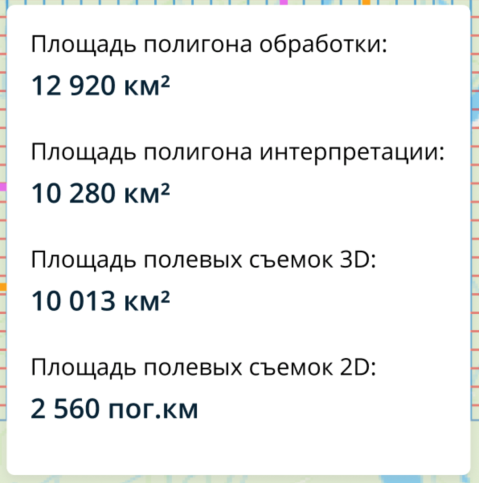 Площадь полигона обработки:
12 920 км²
Площадь полигона интерпретации:
10 280 км²
Площадь полевых съемок 3D:
10 013 км²
Площадь полевых съемок 2D:
2 560 пог.км